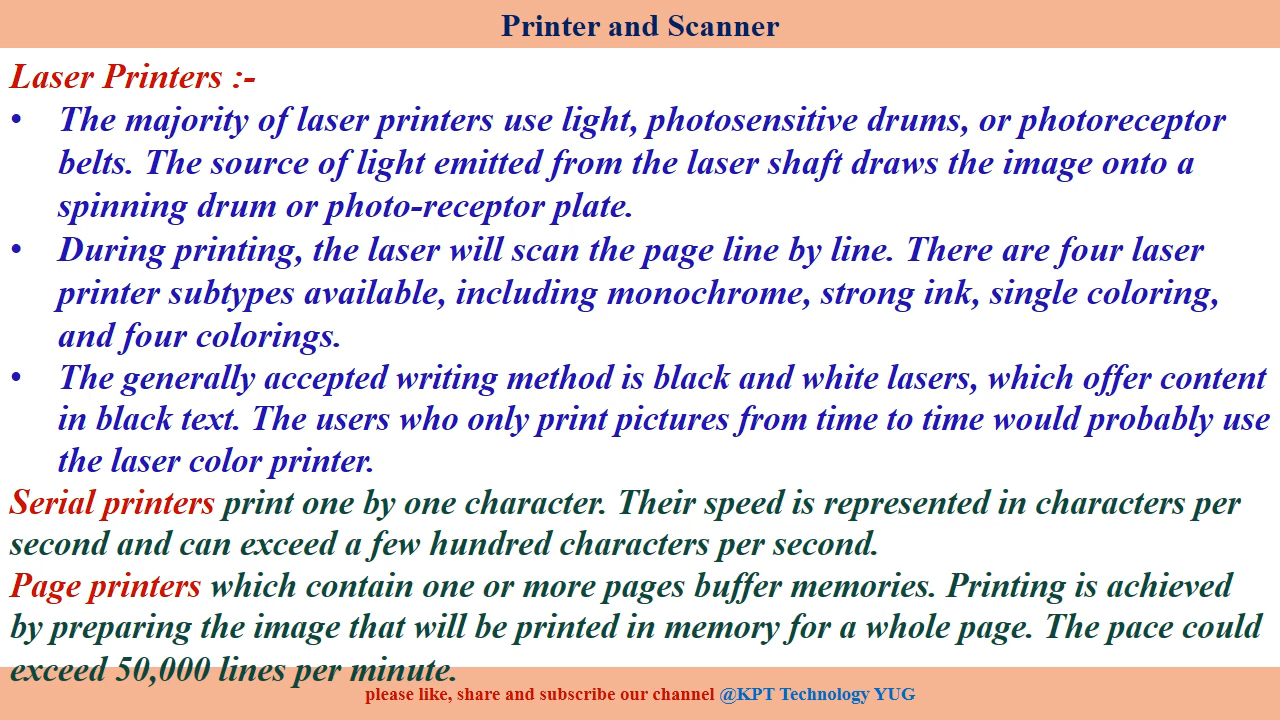 Printer and Scanner
Laser Printers :-
• The majority of laser printers use light, photosensitive drums, or photoreceptor
belts. The source of light emitted from the laser shaft draws the image onto a
spinning drum or photo-receptor plate.
• During printing, the laser will scan the page line by line. There are four laser
printer subtypes available, including monochrome, strong ink, single coloring,
and four colorings.
• The generally accepted writing method is black and white lasers, which offer content
in black text. The users who only print pictures from time to time would probably use
the laser color printer.
Serial printers print one by one character. Their speed is represented in characters per
second and can exceed a few hundred characters per second.
Page printers which contain one or more pages buffer memories. Printing is achieved
by preparing the image that will be printed in memory for a whole page. The pace could
exceed 50,000 lines per minute.
please like, share and subscribe our channel @KPT Technology YUG